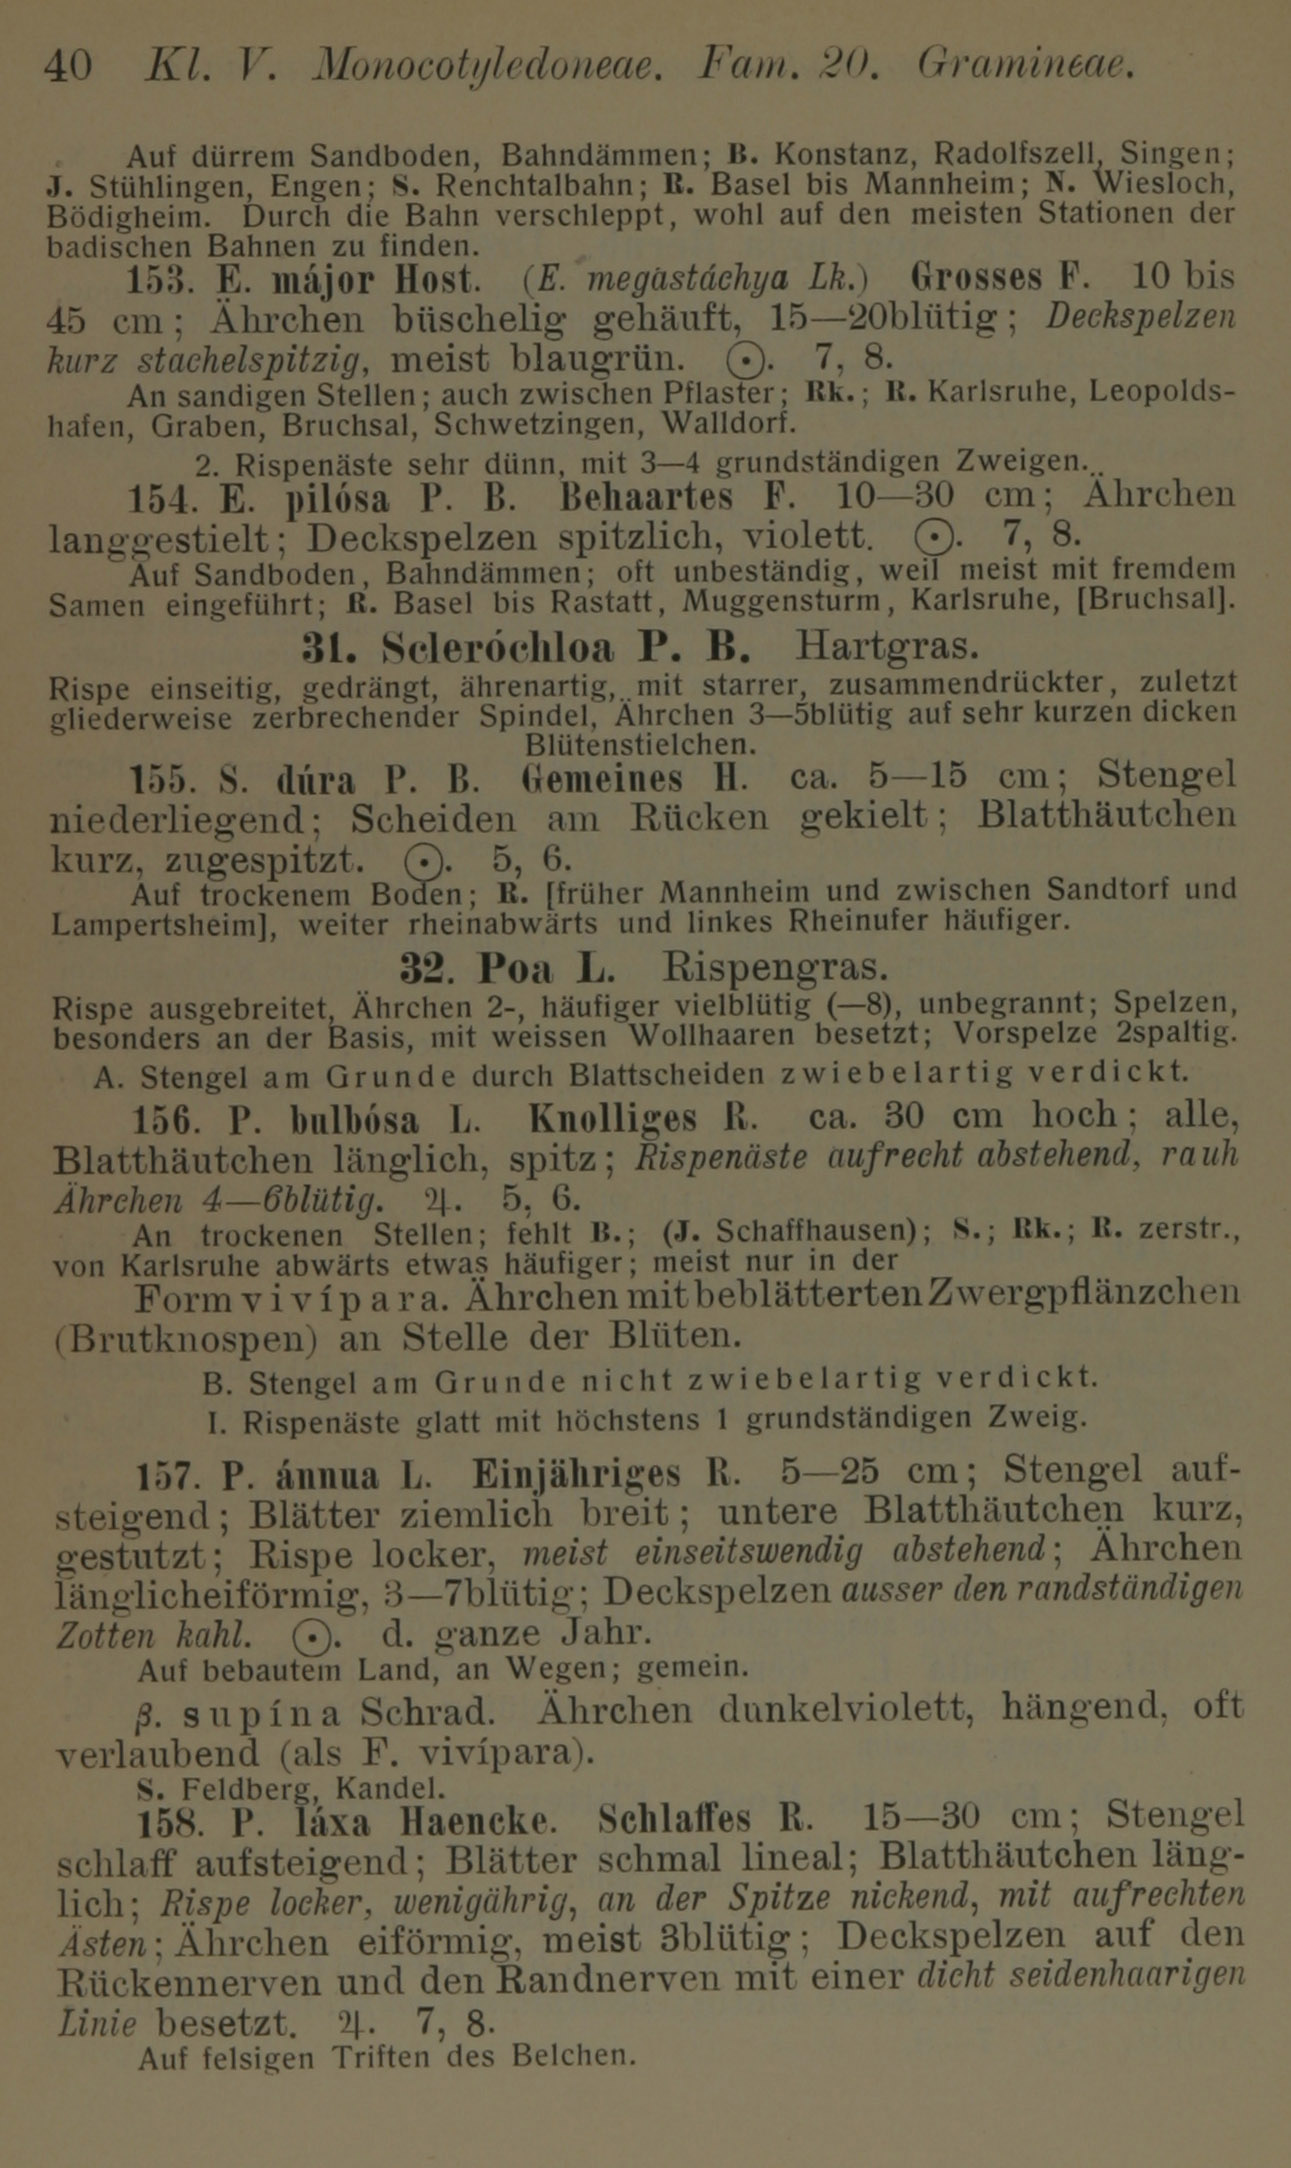 40 Kl. V. Monocotyledoneae. Fam. 20. Gramineae.
Auf dürrem Sandboden, Bahndämmen; B. Konstanz, Radolfszell, Singen;
J. Stühlingen, Engen; S. Renchtalbahn; R. Basel bis Mannheim; N. Wiesloch,
Bödigheim. Durch die Bahn verschleppt, wohl auf den meisten Stationen der
badischen Bahnen zu finden.
153. E. májor Host. (E. megastáchya Lk.) Grosses F. 10 bis
45 cm; Ährchen büschelig gehäuft, 15—20blütig; Deckspelzen
kurz stachelspitzig, meist blaugrün. ⊙. 7, 8.
An sandigen Stellen; auch zwischen Pflaster; Rk.; R. Karlsruhe, Leopolds-
hafen, Graben, Bruchsal, Schwetzingen, Walldorf.
2. Rispenäste sehr dünn, mit 3—4 grundständigen Zweigen.
154. E. pilósa P. B. Behaartes F. 10—30 cm; Ährchen
langgestielt; Deckspelzen spitzlich, violett. ⊙. 7, 8.
Auf Sandboden, Bahndämmen; oft unbeständig, weil meist mit fremdem
Samen eingeführt; R. Basel bis Rastatt, Muggensturm, Karlsruhe, [Bruchsal].
31. Scleróchloa P. B. Hartgras.
Rispe einseitig, gedrängt, ährenartig, mit starrer, zusammendrückter, zuletzt
gliederweise zerbrechender Spindel, Ährchen 3—5blütig auf sehr kurzen dicken
Blütenstielchen.
155. S. dúra P. B. Gemeines H. ca. 5—15 cm; Stengel
niederliegend; Scheiden am Rücken gekielt; Blatthäutchen
kurz, zugespitzt. ⊙. 5, 6.
Auf trockenem Boden; R. [früher Mannheim und zwischen Sandtorf und
Lampertsheim], weiter rheinabwärts und linkes Rheinufer häufiger.
32. Poa L. Rispengras.
Rispe ausgebreitet, Ährchen 2-, häufiger vielblütig (—8), unbegrannt; Spelzen,
besonders an der Basis, mit weissen Wollhaaren besetzt; Vorspelze 2spaltig.
A. Stengel am Grunde durch Blattscheiden zwiebelartig verdickt.
156. P. bulbósa L. Knolliges R. ca. 30 cm hoch; alle,
Blatthäutchen länglich, spitz; Rispenäste aufrecht abstehend, rauh
Ährchen 4—6blütig. ♃. 5, 6.
An trockenen Stellen; fehlt B.; (J. Schaffhausen); S.; Rk.; R. zerstr.,
von Karlsruhe abwärts etwas häufiger; meist nur in der
Form vivípara. Ährchen mit beblätterten Zwergpflänzchen
(Brutknospen) an Stelle der Blüten.
B. Stengel am Grunde nicht zwiebelartig verdickt.
I. Rispenäste glatt mit höchstens 1 grundständigen Zweig.
157. P. ánnua L. Einjähriges R. 5—25 cm; Stengel auf-
steigend; Blätter ziemlich breit; untere Blatthäutchen kurz,
gestutzt; Rispe locker, meist einseitswendig abstehend; Ährchen
länglicheiförmig, 3—7blütig; Deckspelzen ausser den randständigen
Zotten kahl. ⊙. d. ganze Jahr.
Auf bebautem Land, an Wegen; gemein.
β. supína Schrad. Ährchen dunkelviolett, hängend, oft
verlaubend (als F. vivípara).
S. Feldberg, Kandel.
158. P. láxa Haencke. Schlaffes R. 15—30 cm; Stengel
schlaff aufsteigend; Blätter schmal lineal; Blatthäutchen läng-
lich; Rispe locker, wenigährig, an der Spitze nickend, mit aufrechten
Ästen; Ährchen eiförmig, meist 3blütig; Deckspelzen auf den
Rückennerven und den Randnerven mit einer dicht seidenhaarigen
Linie besetzt. ♃. 7, 8.
Auf felsigen Triften des Belchen.